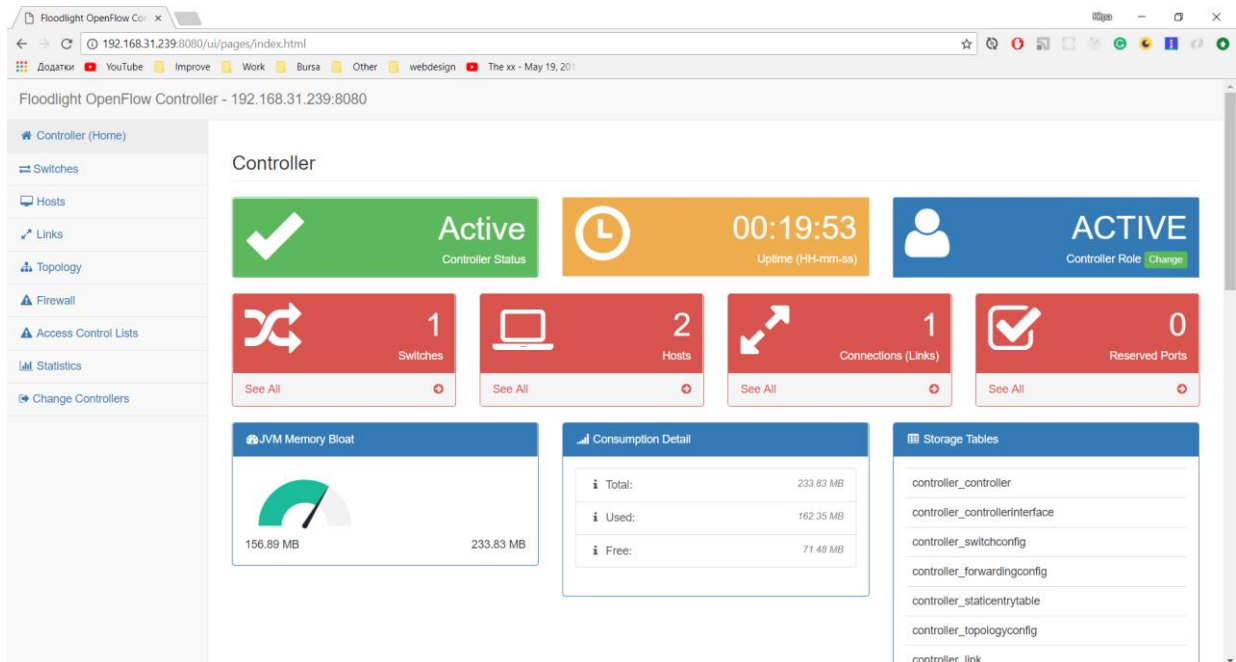 Floodlight OpenFlow Cor
192.168.31.239:8080/ui/pages/index.html
Додатки YouTube Improve Work Bursa Other webdesign The xx - May 19, 201
Floodlight OpenFlow Controller - 192.168.31.239:8080
Controller (Home)
Switches
Hosts
Links
Topology
Firewall
Access Control Lists
Statistics
Change Controllers
Controller
Active
Controller Status
00:19:53
Uptime (HH-mm-ss)
ACTIVE
Controller Role Change
1
Switches
See All
2
Hosts
See All
1
Connections (Links)
See All
0
Reserved Ports
See All
JVM Memory Bloat
156.89 MB 233.83 MB
Consumption Detail
Total: 233.83 MB
Used: 162.35 MB
Free: 71.48 MB
Storage Tables
controller_controller
controller_controllerinterface
controller_switchconfig
controller_forwardingconfig
controller_staticentrytable
controller_topologyconfig
controller_link